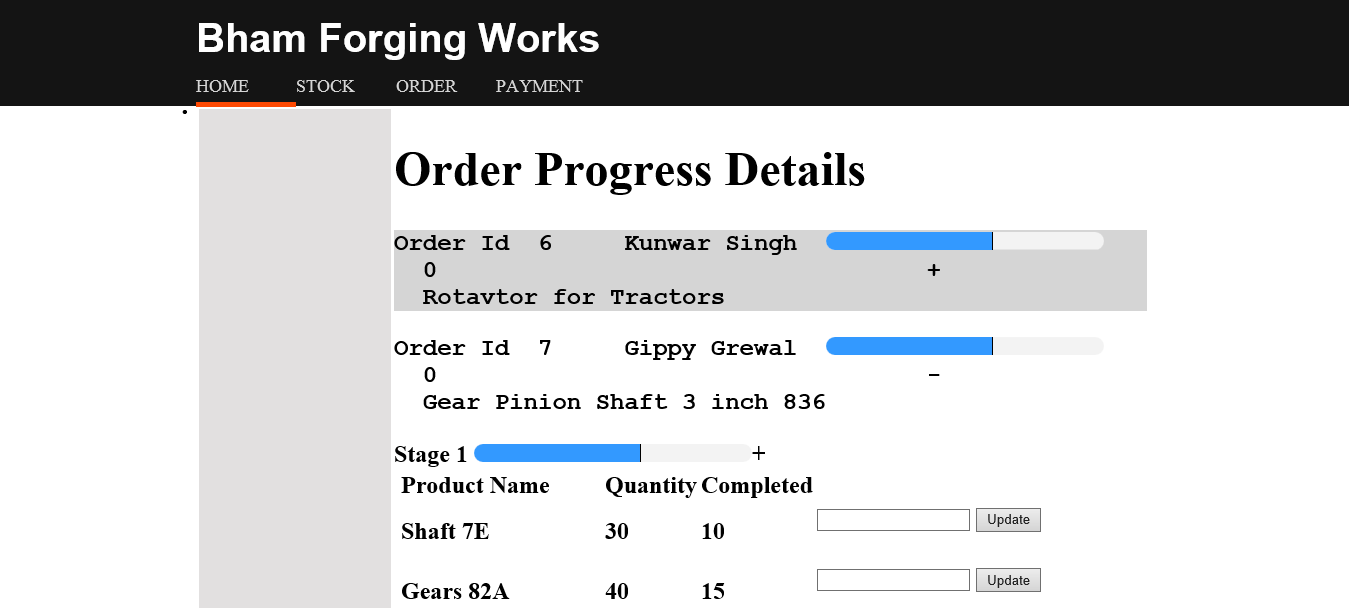 Bham Forging Works
HOME STOCK ORDER PAYMENT
Order Progress Details
Order Id 6 Kunwar Singh
0 +
Rotavtor for Tractors
Order Id 7 Gippy Grewal
0 -
Gear Pinion Shaft 3 inch 836
Stage 1 +
Product Name Quantity Completed
Shaft 7E 30 10 Update
Gears 82A 40 15 Update